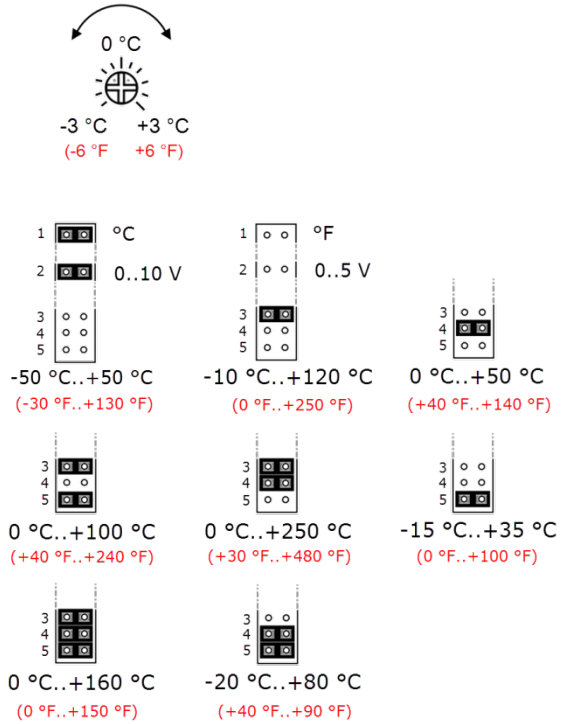 0 °C
-3 °C +3 °C
(-6 °F +6 °F)
1 °C 1 °F
2 0..10 V 2 0..5 V
3 3 3
4 4 4
5 5 5
-50 °C..+50 °C -10 °C..+120 °C 0 °C..+50 °C
(-30 °F..+130 °F) (0 °F..+250 °F) (+40 °F..+140 °F)
3 3 3
4 4 4
5 5 5
0 °C..+100 °C 0 °C..+250 °C -15 °C..+35 °C
(+40 °F..+240 °F) (+30 °F..+480 °F) (0 °F..+100 °F)
3 3
4 4
5 5
0 °C..+160 °C -20 °C..+80 °C
(0 °F..+150 °F) (+40 °F..+90 °F)